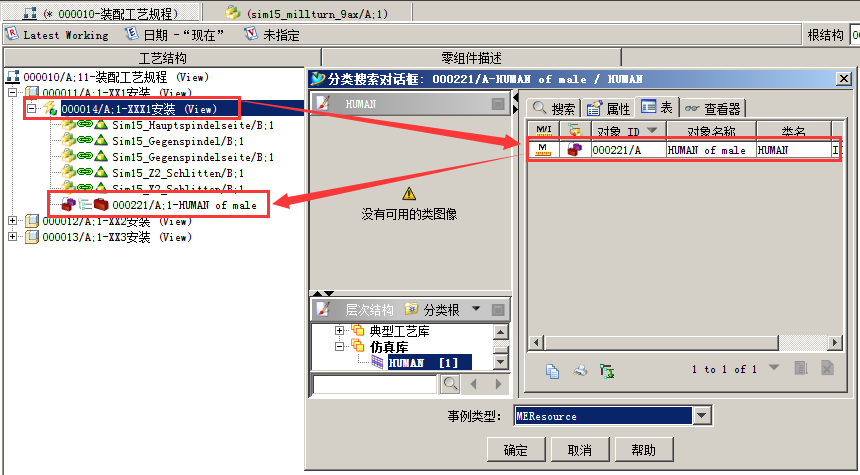 (* 000010-装配工艺规程)
(sim15_millturn_9ax/A;1)
Latest Working
日期 -“现在”
未指定
根结构
工艺结构
零组件描述
000010/A;11-装配工艺规程 (View)
000011/A;1-XX1安装 (View)
000014/A;1-XXX1安装 (View)
Sim15_Hauptspindelseite/B;1
Sim15_Gegenspindel/B;1
Sim15_Gegenspindelseite/B;1
Sim15_Z2_Schlitten/B;1
Sim15_X2_Schlitten/B;1
000221/A;1-HUMAN of male
000012/A;1-XX2安装 (View)
000013/A;1-XX3安装 (View)
分类搜索对话框: 000221/A-HUMAN of male / HUMAN
HUMAN
没有可用的类图像
层次结构
分类根
典型工艺库
仿真库
HUMAN [1]
搜索
属性
表
查看器
M/I
对象 ID
对象名称
类名
M
000221/A
HUMAN of male
HUMAN
1 to 1 of 1
事例类型:
MEResource
确定
取消
帮助